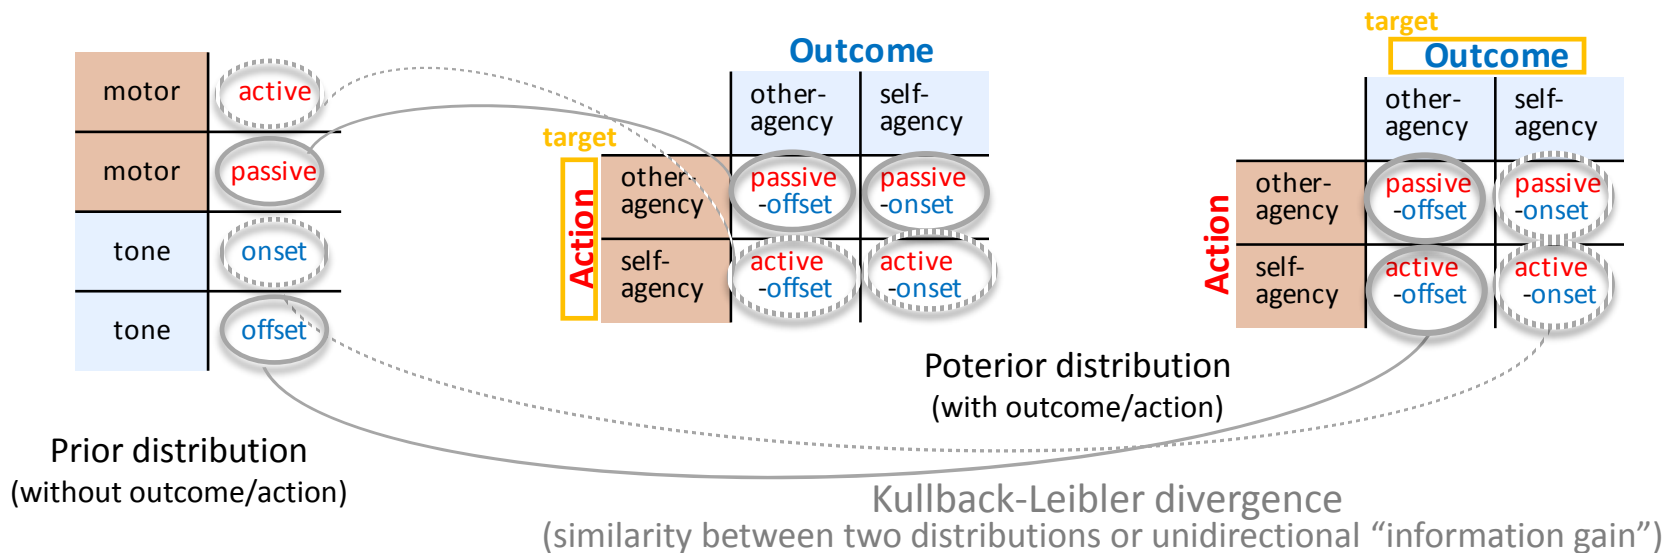 motor
active
motor
passive
tone
onset
tone
offset
Prior distribution
(without outcome/action)
Outcome
other-
agency
self-
agency
target
Action
other-
agency
passive
-offset
passive
-onset
self-
agency
active
-offset
active
-onset
target
Outcome
other-
agency
self-
agency
Action
other-
agency
passive
-offset
passive
-onset
self-
agency
active
-offset
active
-onset
Poterior distribution
(with outcome/action)
Kullback-Leibler divergence
(similarity between two distributions or unidirectional “information gain”)